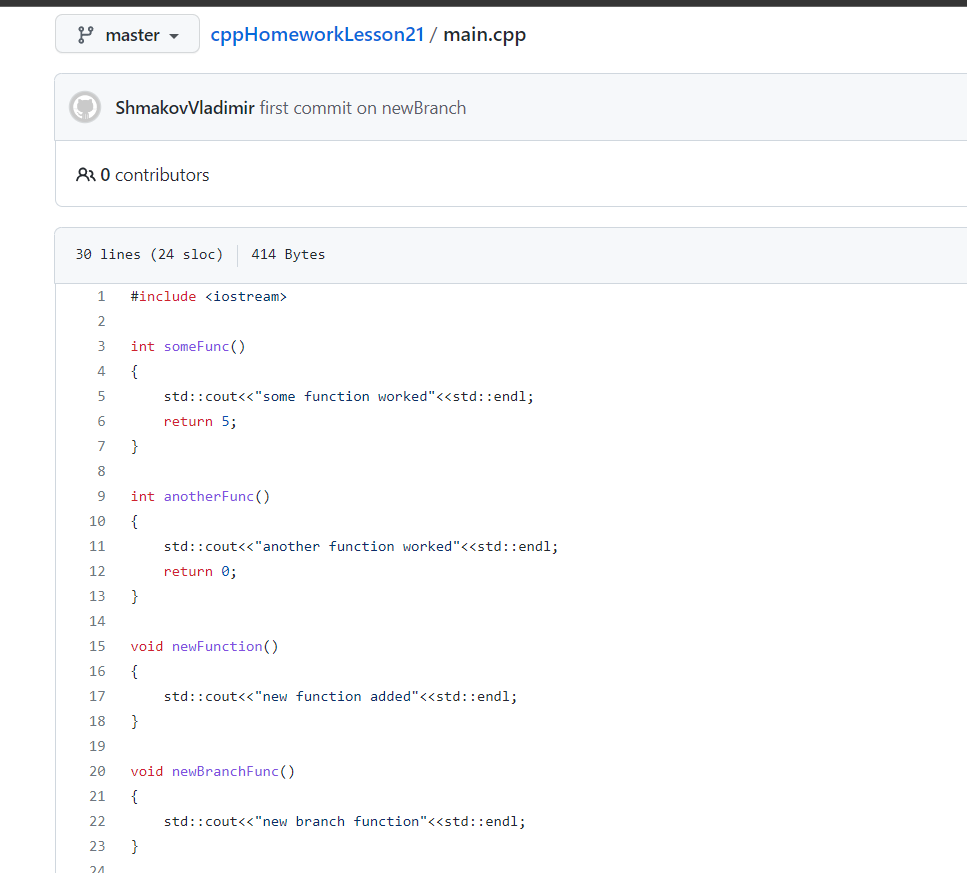 master
cppHomeworkLesson21 / main.cpp
ShmakovVladimir first commit on newBranch
0 contributors
30 lines (24 sloc) 414 Bytes
1 #include <iostream>
2
3 int someFunc()
4 {
5 std::cout<<"some function worked"<<std::endl;
6 return 5;
7 }
8
9 int anotherFunc()
10 {
11 std::cout<<"another function worked"<<std::endl;
12 return 0;
13 }
14
15 void newFunction()
16 {
17 std::cout<<"new function added"<<std::endl;
18 }
19
20 void newBranchFunc()
21 {
22 std::cout<<"new branch function"<<std::endl;
23 }
24